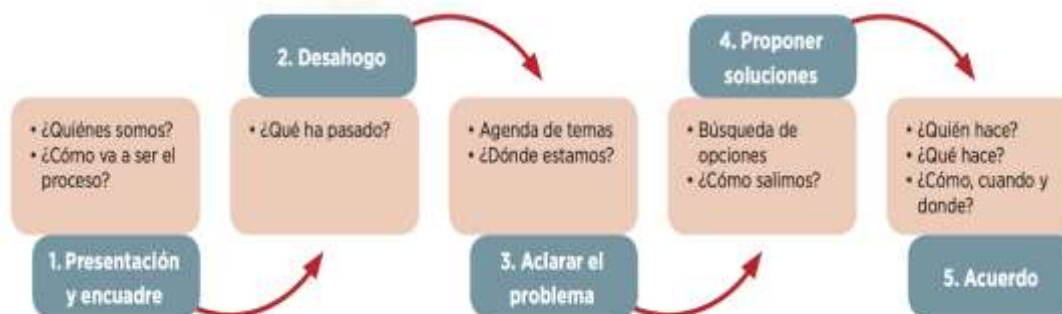 1. Presentación
y encuadre
• ¿Quiénes somos?
• ¿Cómo va a ser el
proceso?
2. Desahogo
• ¿Qué ha pasado?
3. Aclarar el
problema
• Agenda de temas
• ¿Dónde estamos?
4. Proponer
soluciones
• Búsqueda de
opciones
• ¿Cómo salimos?
5. Acuerdo
• ¿Quién hace?
• ¿Qué hace?
• ¿Cómo, cuando y
donde?